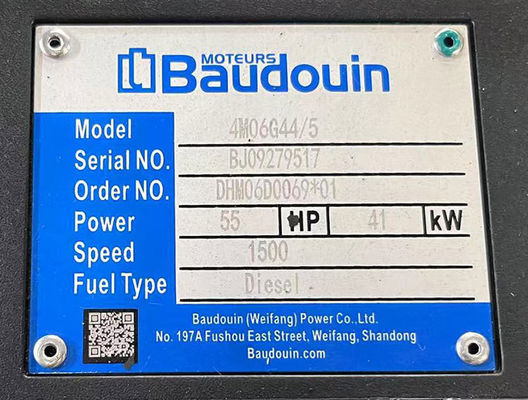 MOTEURS
Baudouin
Model 4M06G44/5
Serial NO. BJ09279517
Order NO. DHM06D0069*01
Power 55 HP 41 kW
Speed 1500
Fuel Type Diesel
Baudouin (Weifang) Power Co.,Ltd.
No. 197A Fushou East Street, Weifang, Shandong
Baudouin.com